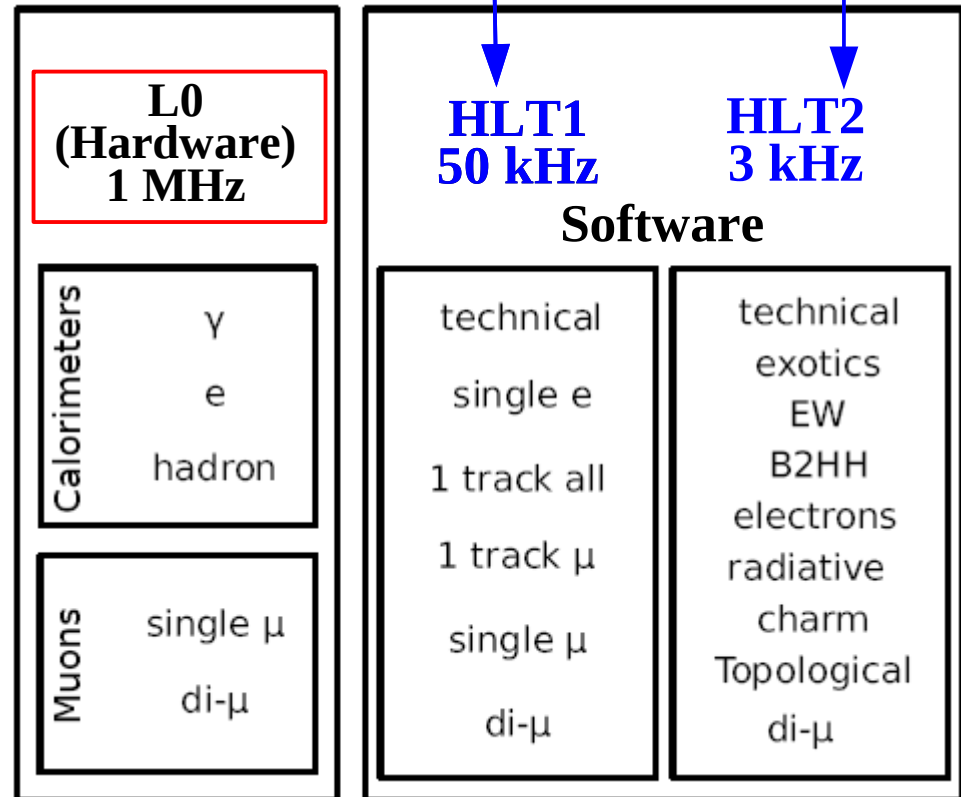 L0
(Hardware)
1 MHz
Calorimeters
γ
e
hadron
Muons
single μ
di-μ
HLT1
50 kHz
HLT2
3 kHz
Software
technical
single e
1 track all
1 track μ
single μ
di-μ
technical
exotics
EW
B2HH
electrons
radiative
charm
Topological
di-μ